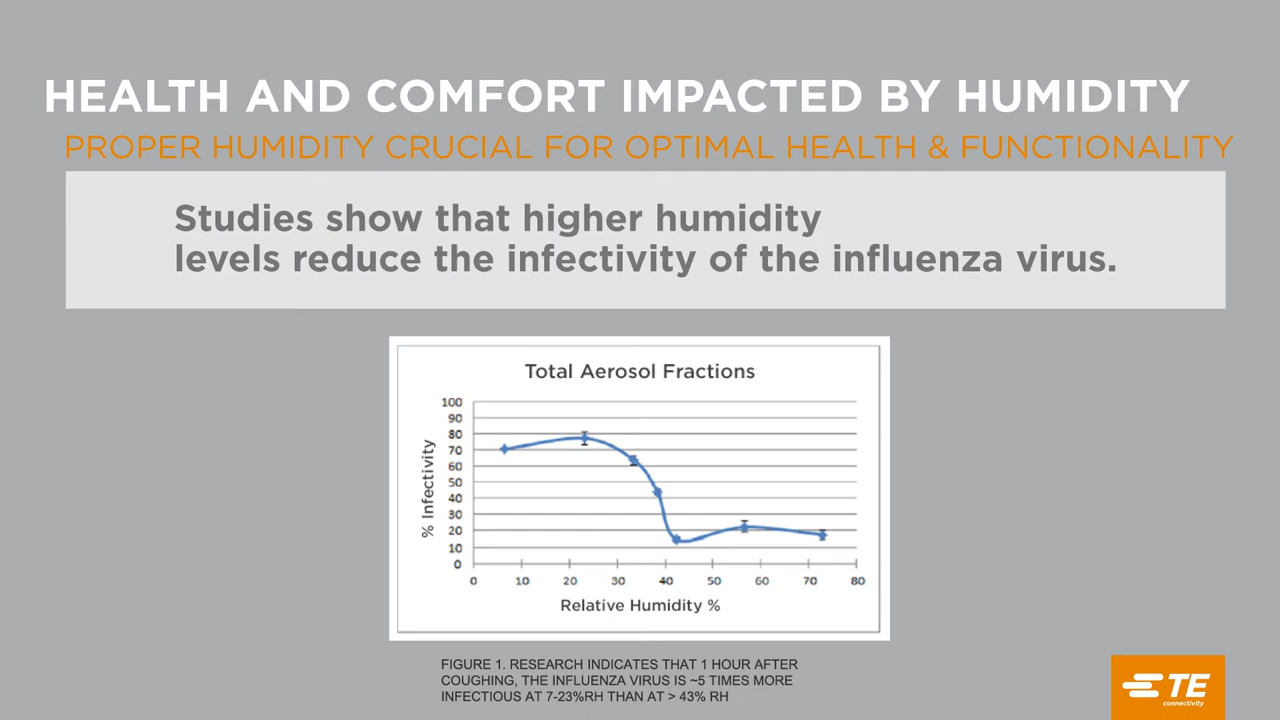 HEALTH AND COMFORT IMPACTED BY HUMIDITY
PROPER HUMIDITY CRUCIAL FOR OPTIMAL HEALTH & FUNCTIONALITY
Studies show that higher humidity
levels reduce the infectivity of the influenza virus.
Total Aerosol Fractions
100
90
80
70
60
50
40
30
20
10
0
% Infectivity
0 10 20 30 40 50 60 70 80
Relative Humidity %
FIGURE 1. RESEARCH INDICATES THAT 1 HOUR AFTER
COUGHING, THE INFLUENZA VIRUS IS ~5 TIMES MORE
INFECTIOUS AT 7-23%RH THAN AT > 43% RH
TE
connectivity